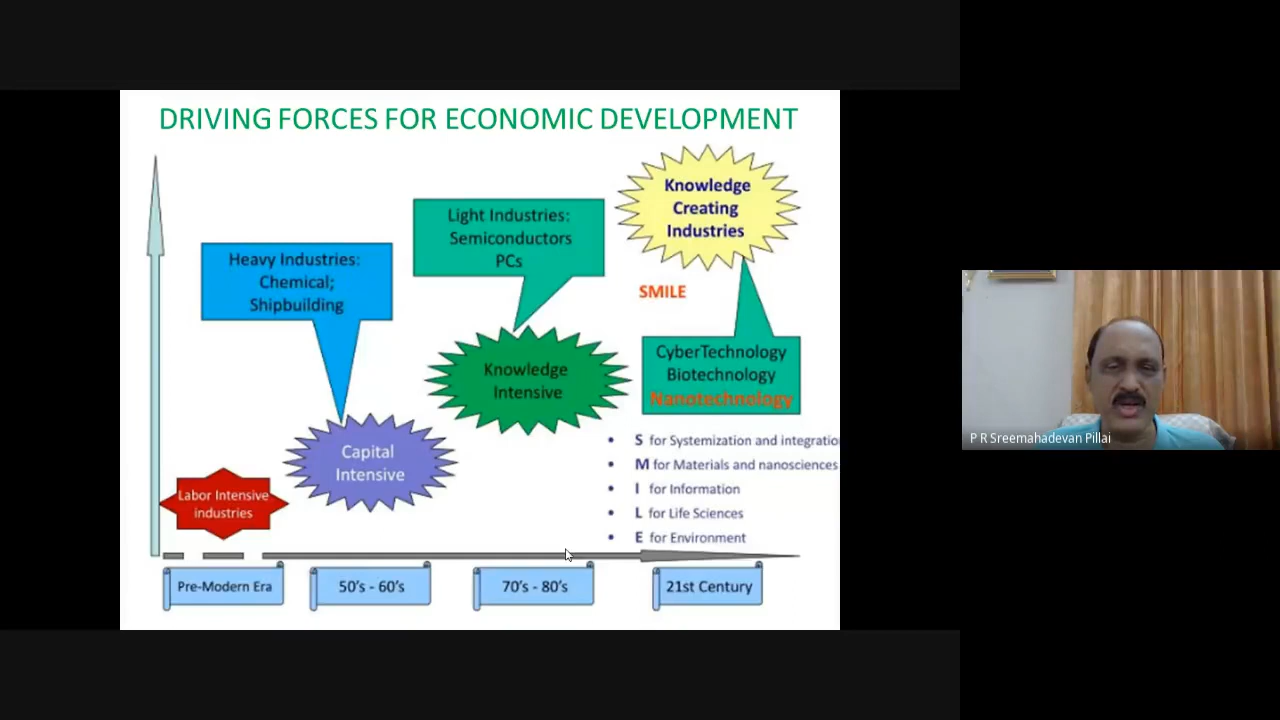 DRIVING FORCES FOR ECONOMIC DEVELOPMENT
Knowledge
Creating
Industries
Light Industries:
Semiconductors
PCs
Heavy Industries:
Chemical;
Shipbuilding
SMILE
CyberTechnology
Biotechnology
Nanotechnology
Knowledge
Intensive
Capital
Intensive
Labor Intensive
industries
• S for Systemization and integratio
• M for Materials and nanosciences
• I for Information
• L for Life Sciences
• E for Environment
Pre-Modern Era
50's - 60's
70's - 80's
21st Century
P R Sreemahadevan Pillai